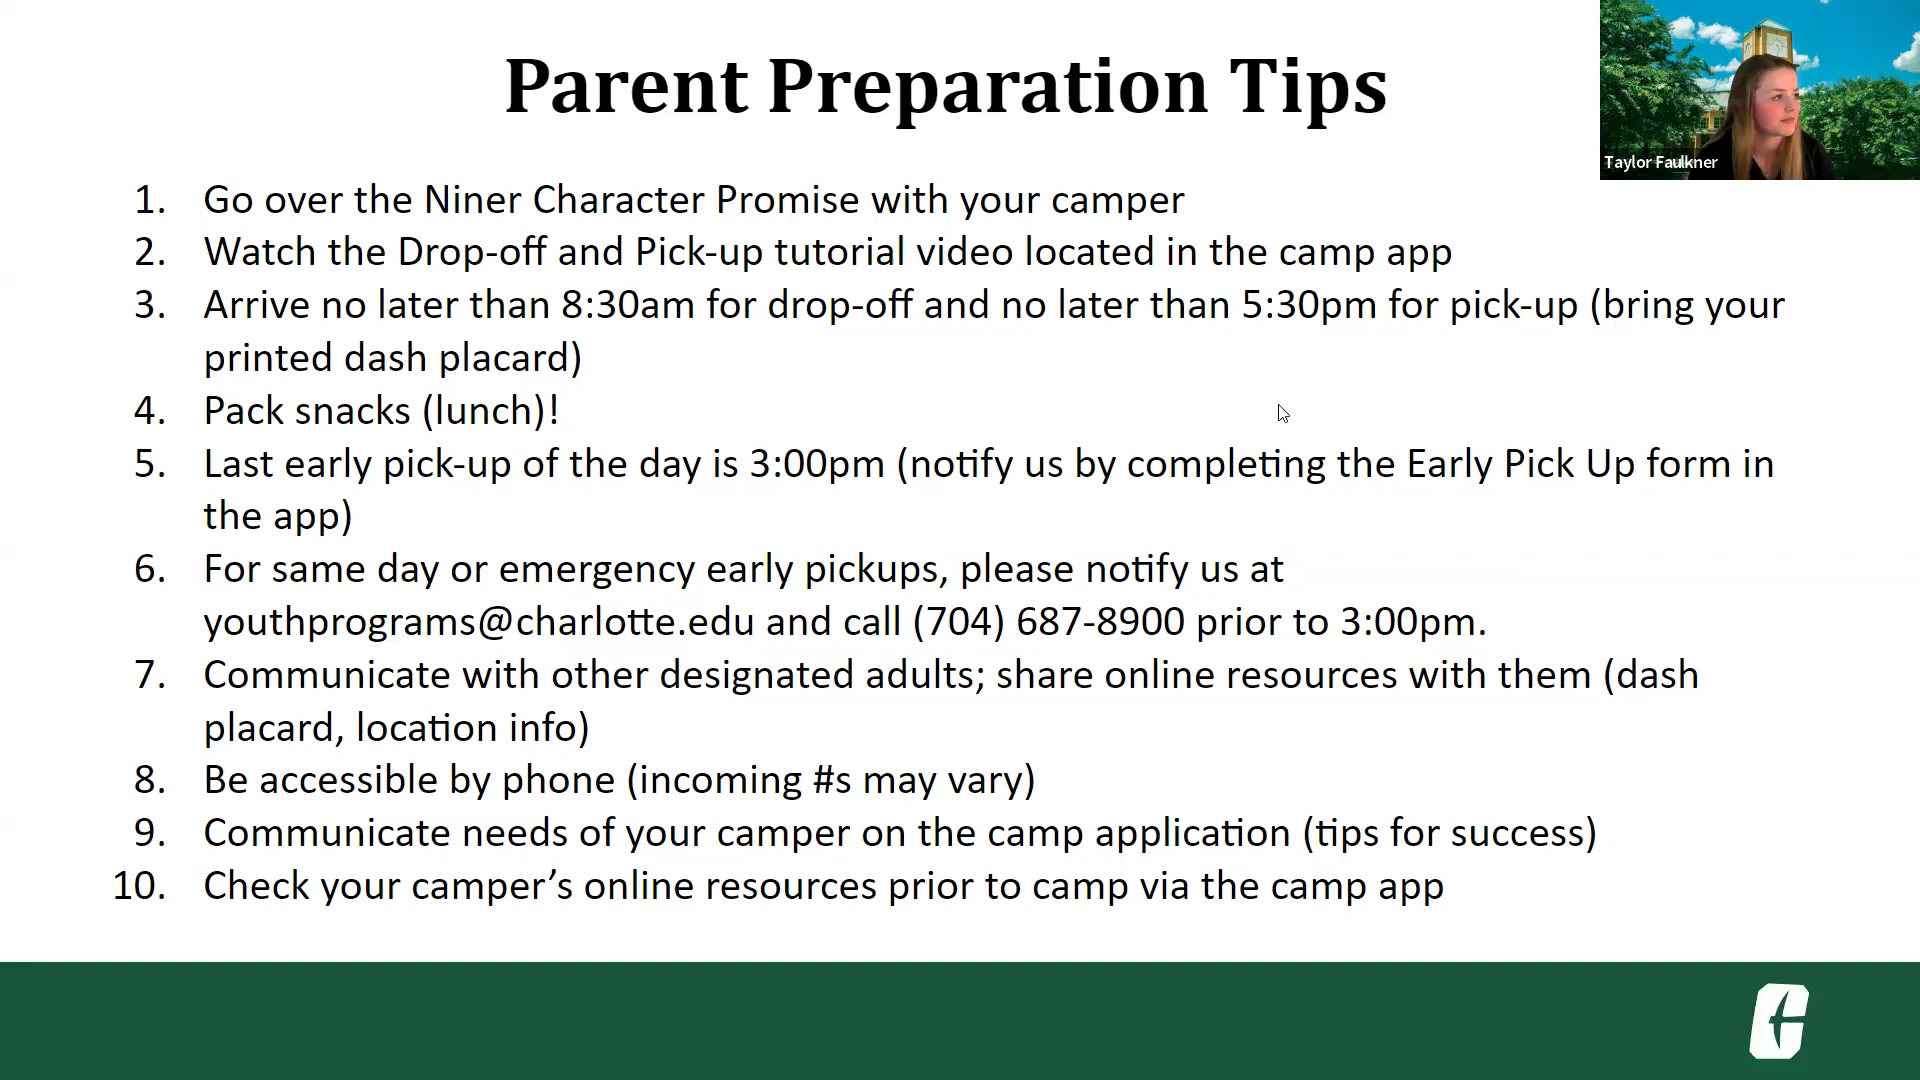 Parent Preparation Tips
Taylor Faulkner
1. Go over the Niner Character Promise with your camper
2. Watch the Drop-off and Pick-up tutorial video located in the camp app
3. Arrive no later than 8:30am for drop-off and no later than 5:30pm for pick-up (bring your
printed dash placard)
4. Pack snacks (lunch)!
5. Last early pick-up of the day is 3:00pm (notify us by completing the Early Pick Up form in
the app)
6. For same day or emergency early pickups, please notify us at
youthprograms@charlotte.edu and call (704) 687-8900 prior to 3:00pm.
7. Communicate with other designated adults; share online resources with them (dash
placard, location info)
8. Be accessible by phone (incoming #s may vary)
9. Communicate needs of your camper on the camp application (tips for success)
10. Check your camper’s online resources prior to camp via the camp app